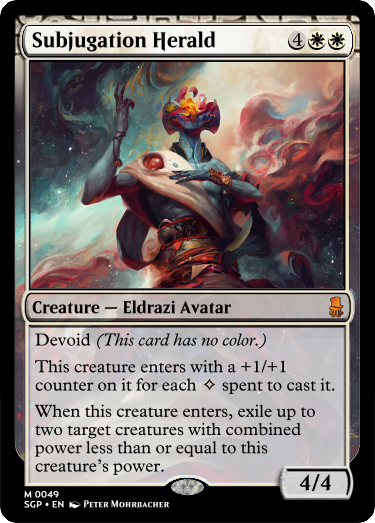 Subjugation Herald 4
Creature — Eldrazi Avatar
Devoid (This card has no color.)
This creature enters with a +1/+1
counter on it for each spent to cast it.
When this creature enters, exile up to
two target creatures with combined
power less than or equal to this
creature's power.
4/4
M 0049
SGP • EN Peter Mohrbacher